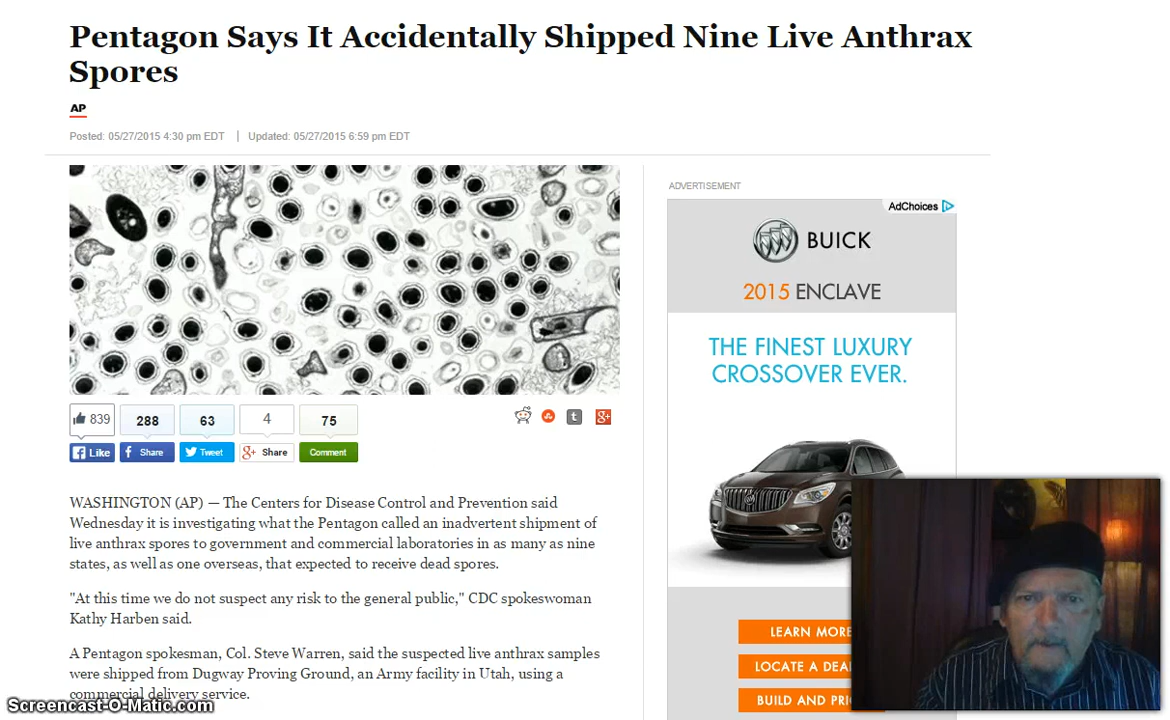 Pentagon Says It Accidentally Shipped Nine Live Anthrax
Spores
AP
Posted: 05/27/2015 4:30 pm EDT | Updated: 05/27/2015 6:59 pm EDT
ADVERTISEMENT
AdChoices
BUICK
2015 ENCLAVE
THE FINEST LUXURY
CROSSOVER EVER.
839
288
63
4
75
Like
Share
Tweet
Share
Comment
WASHINGTON (AP) — The Centers for Disease Control and Prevention said
Wednesday it is investigating what the Pentagon called an inadvertent shipment of
live anthrax spores to government and commercial laboratories in as many as nine
states, as well as one overseas, that expected to receive dead spores.
"At this time we do not suspect any risk to the general public," CDC spokeswoman
Kathy Harben said.
A Pentagon spokesman, Col. Steve Warren, said the suspected live anthrax samples
were shipped from Dugway Proving Ground, an Army facility in Utah, using a
commercial delivery service.
LEARN MORE
LOCATE A DEA
BUILD AND PRI
Screencast-O-Matic.com